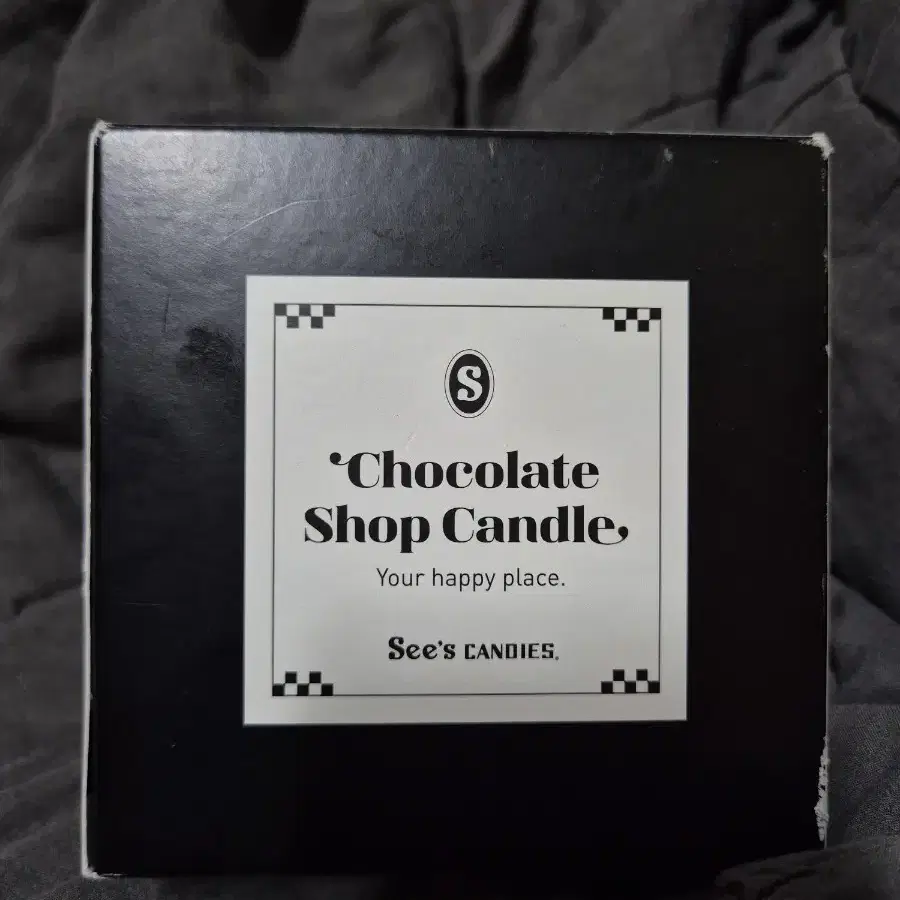 S
Chocolate
Shop Candle
Your happy place.
See's CANDIES®